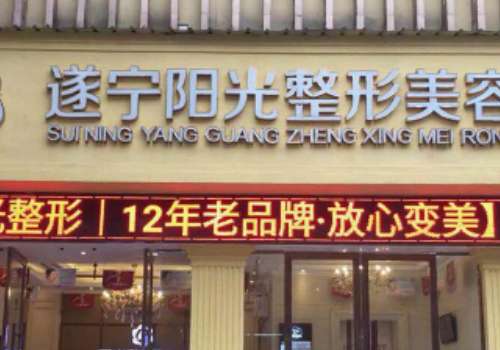 遂宁阳光整形美容
SUI NING YANG GUANG ZHENG XING MEI RON
光整形｜12年老品牌·放心变美】